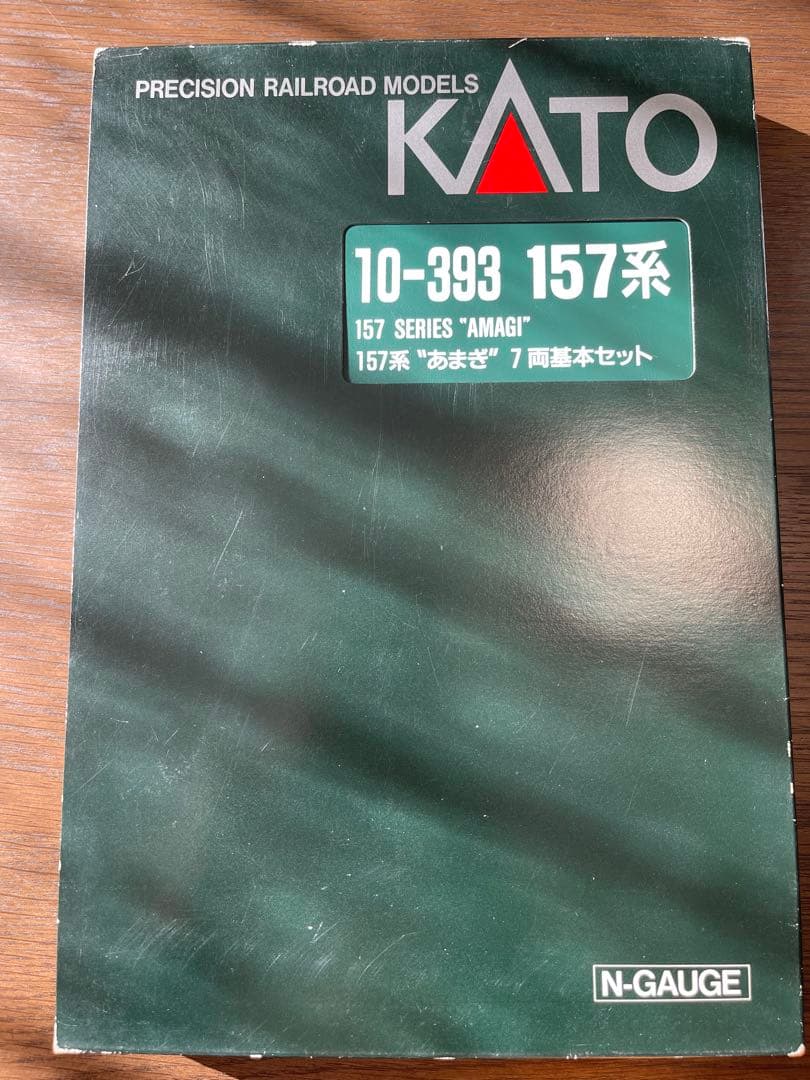 PRECISION RAILROAD MODELS
KATO
10-393 157系
157 SERIES "AMAGI"
157系 "あまぎ" 7両基本セット
N-GAUGE